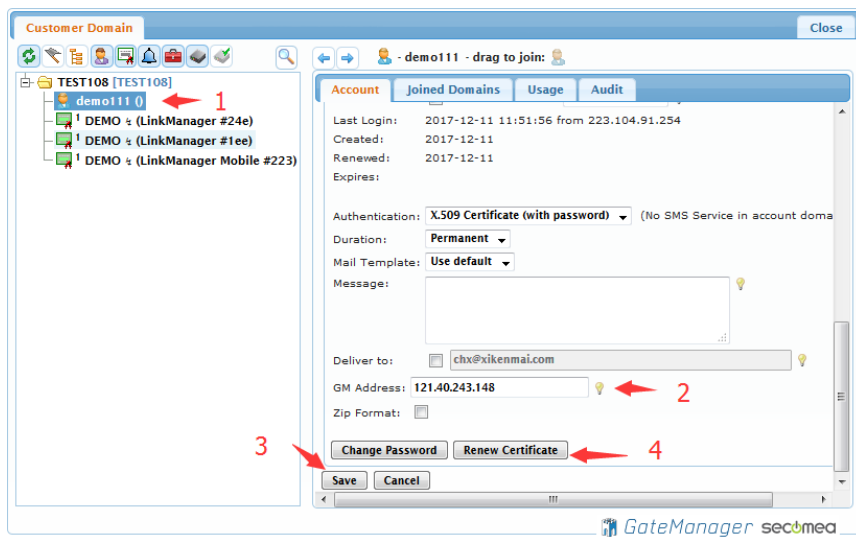 Customer Domain
Close
- demo111 - drag to join:
TEST108 [TEST108]
demo111 ()
1
1 DEMO (LinkManager #24e)
1 DEMO (LinkManager #1ee)
1 DEMO (LinkManager Mobile #223)
Account Joined Domains Usage Audit
Last Login: 2017-12-11 11:51:56 from 223.104.91.254
Created: 2017-12-11
Renewed: 2017-12-11
Expires:
Authentication: X.509 Certificate (with password) (No SMS Service in account doma
Duration: Permanent
Mail Template: Use default
Message:
Deliver to: chx@xikenmai.com
GM Address: 121.40.243.148
2
Zip Format:
3
Change Password Renew Certificate
4
Save Cancel
GateManager secomea